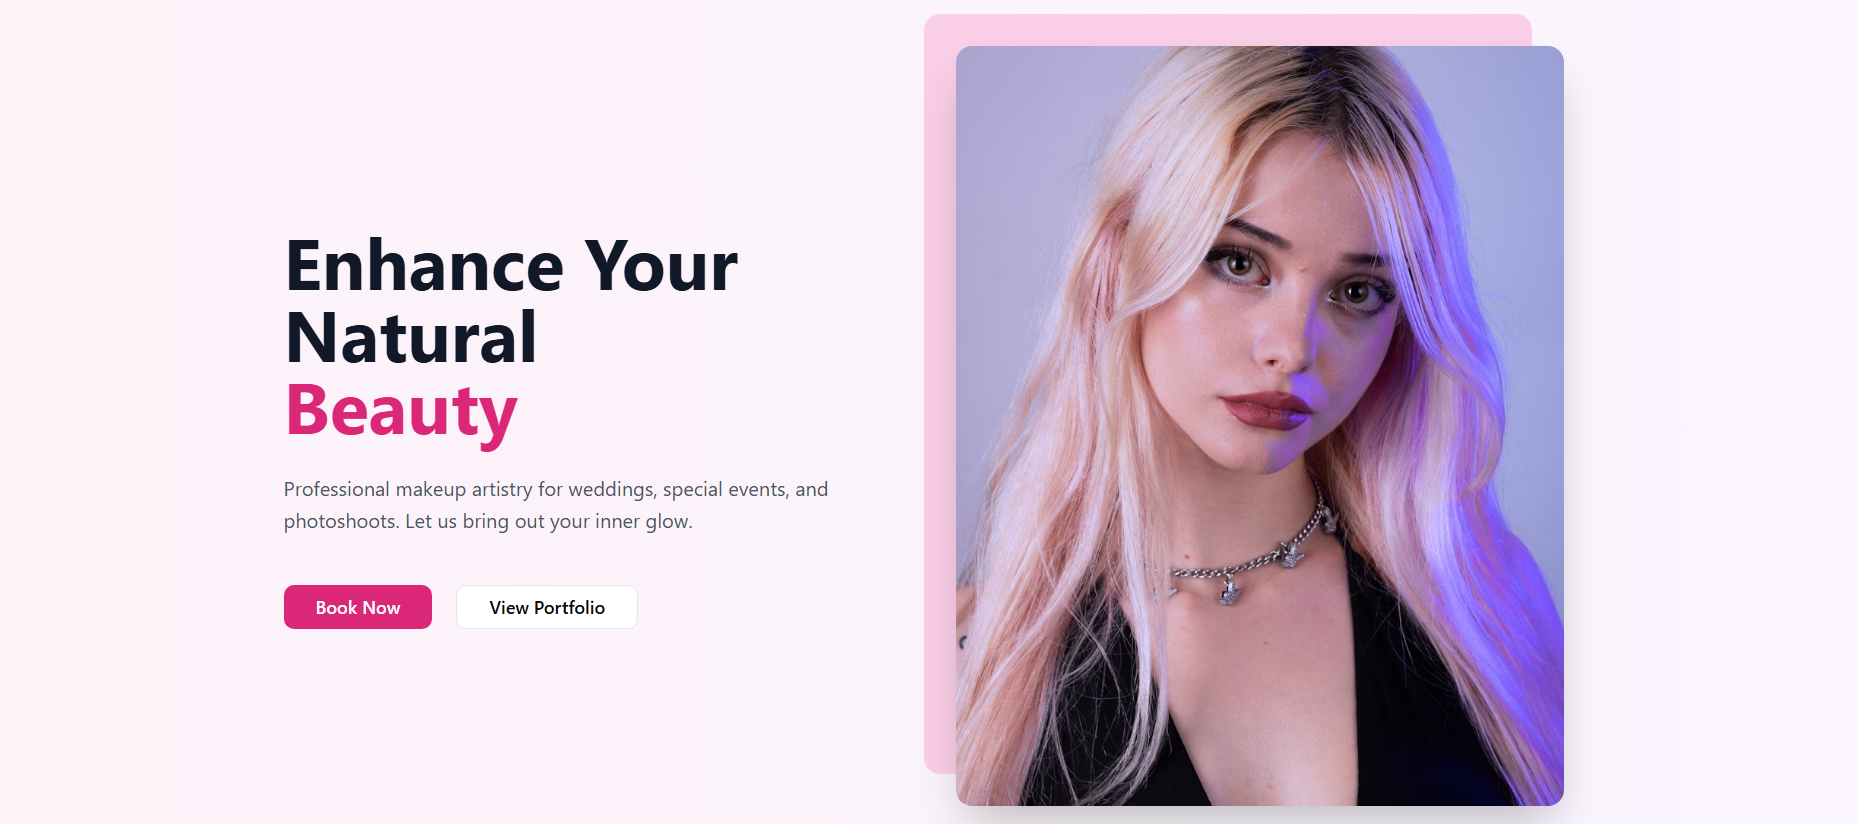 Enhance Your
Natural
Beauty
Professional makeup artistry for weddings, special events, and
photoshoots. Let us bring out your inner glow.
Book Now
View Portfolio